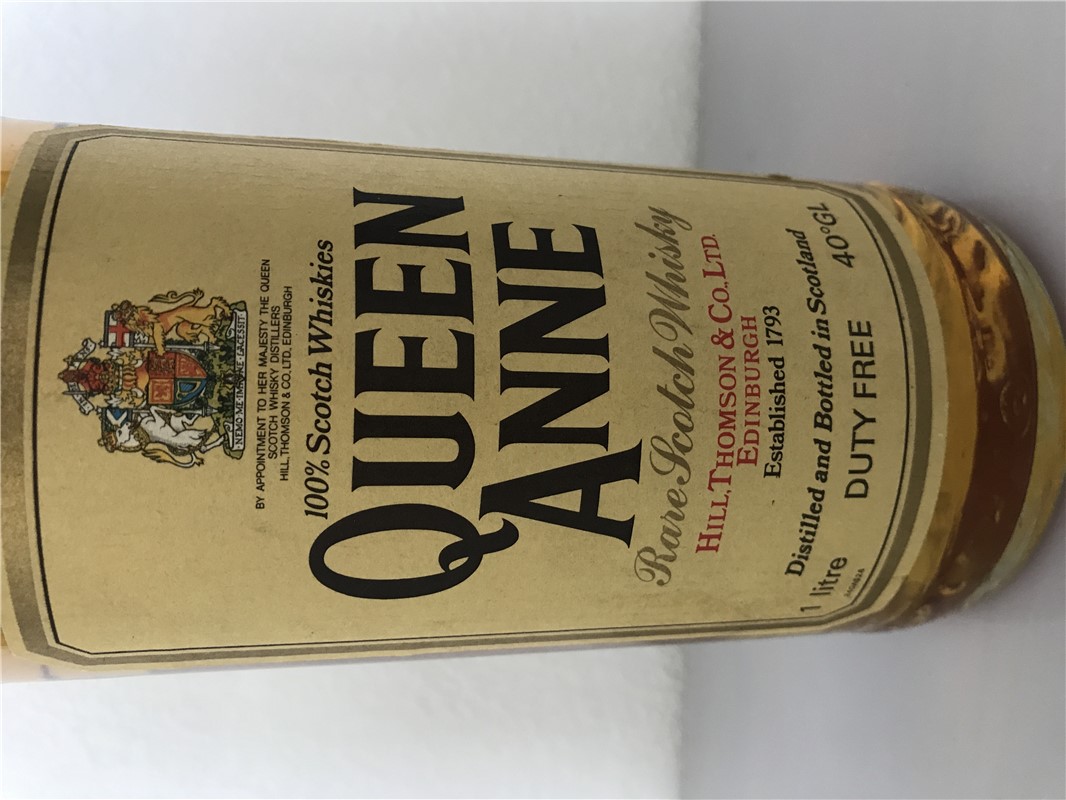 NEMO ME IMPUNE LACESSIT
BY APPOINTMENT TO HER MAJESTY THE QUEEN
SCOTCH WHISKY DISTILLERS
HILL, THOMSON & CO. LTD., EDINBURGH
100% Scotch Whiskies
QUEEN
ANNE
Rare Scotch Whisky
HILL, THOMSON & CO., LTD.
EDINBURGH
Established 1793
Distilled and Bottled in Scotland
1 litre DUTY FREE 40°GL